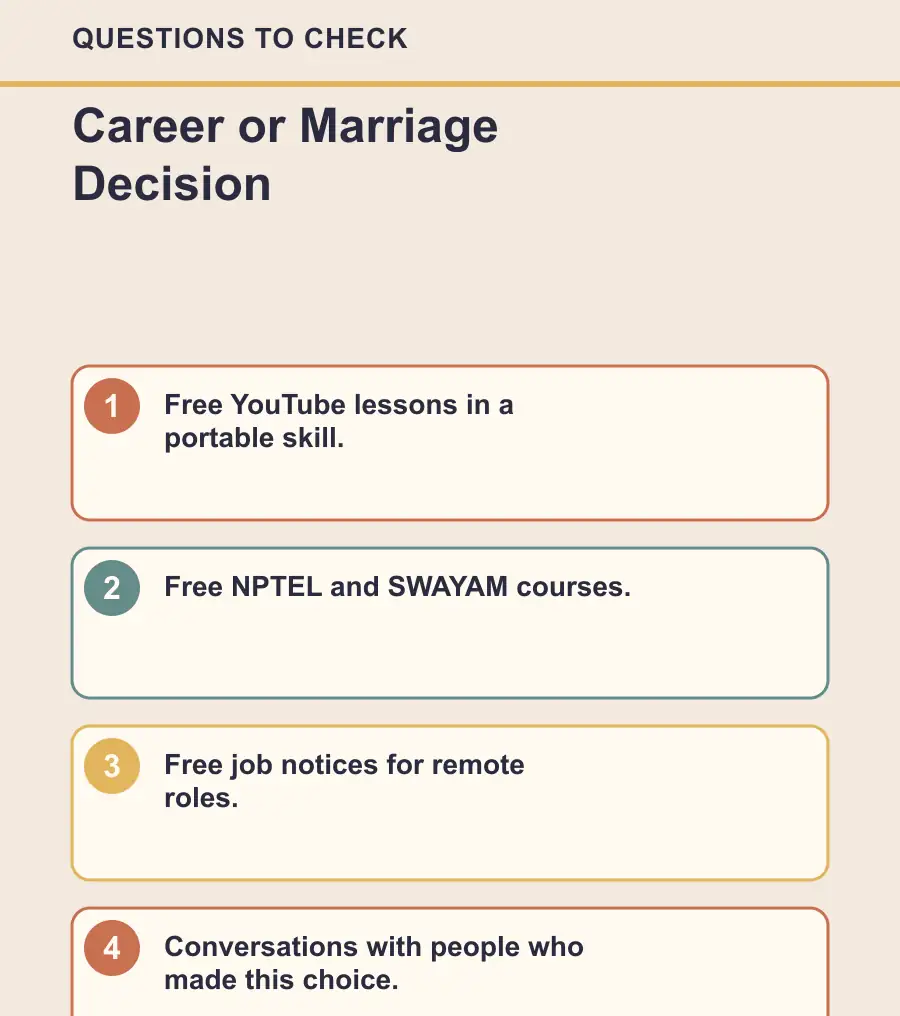 QUESTIONS TO CHECK
Career or Marriage
Decision
1
Free YouTube lessons in a
portable skill.
2
Free NPTEL and SWAYAM courses.
3
Free job notices for remote
roles.
4
Conversations with people who
made this choice.